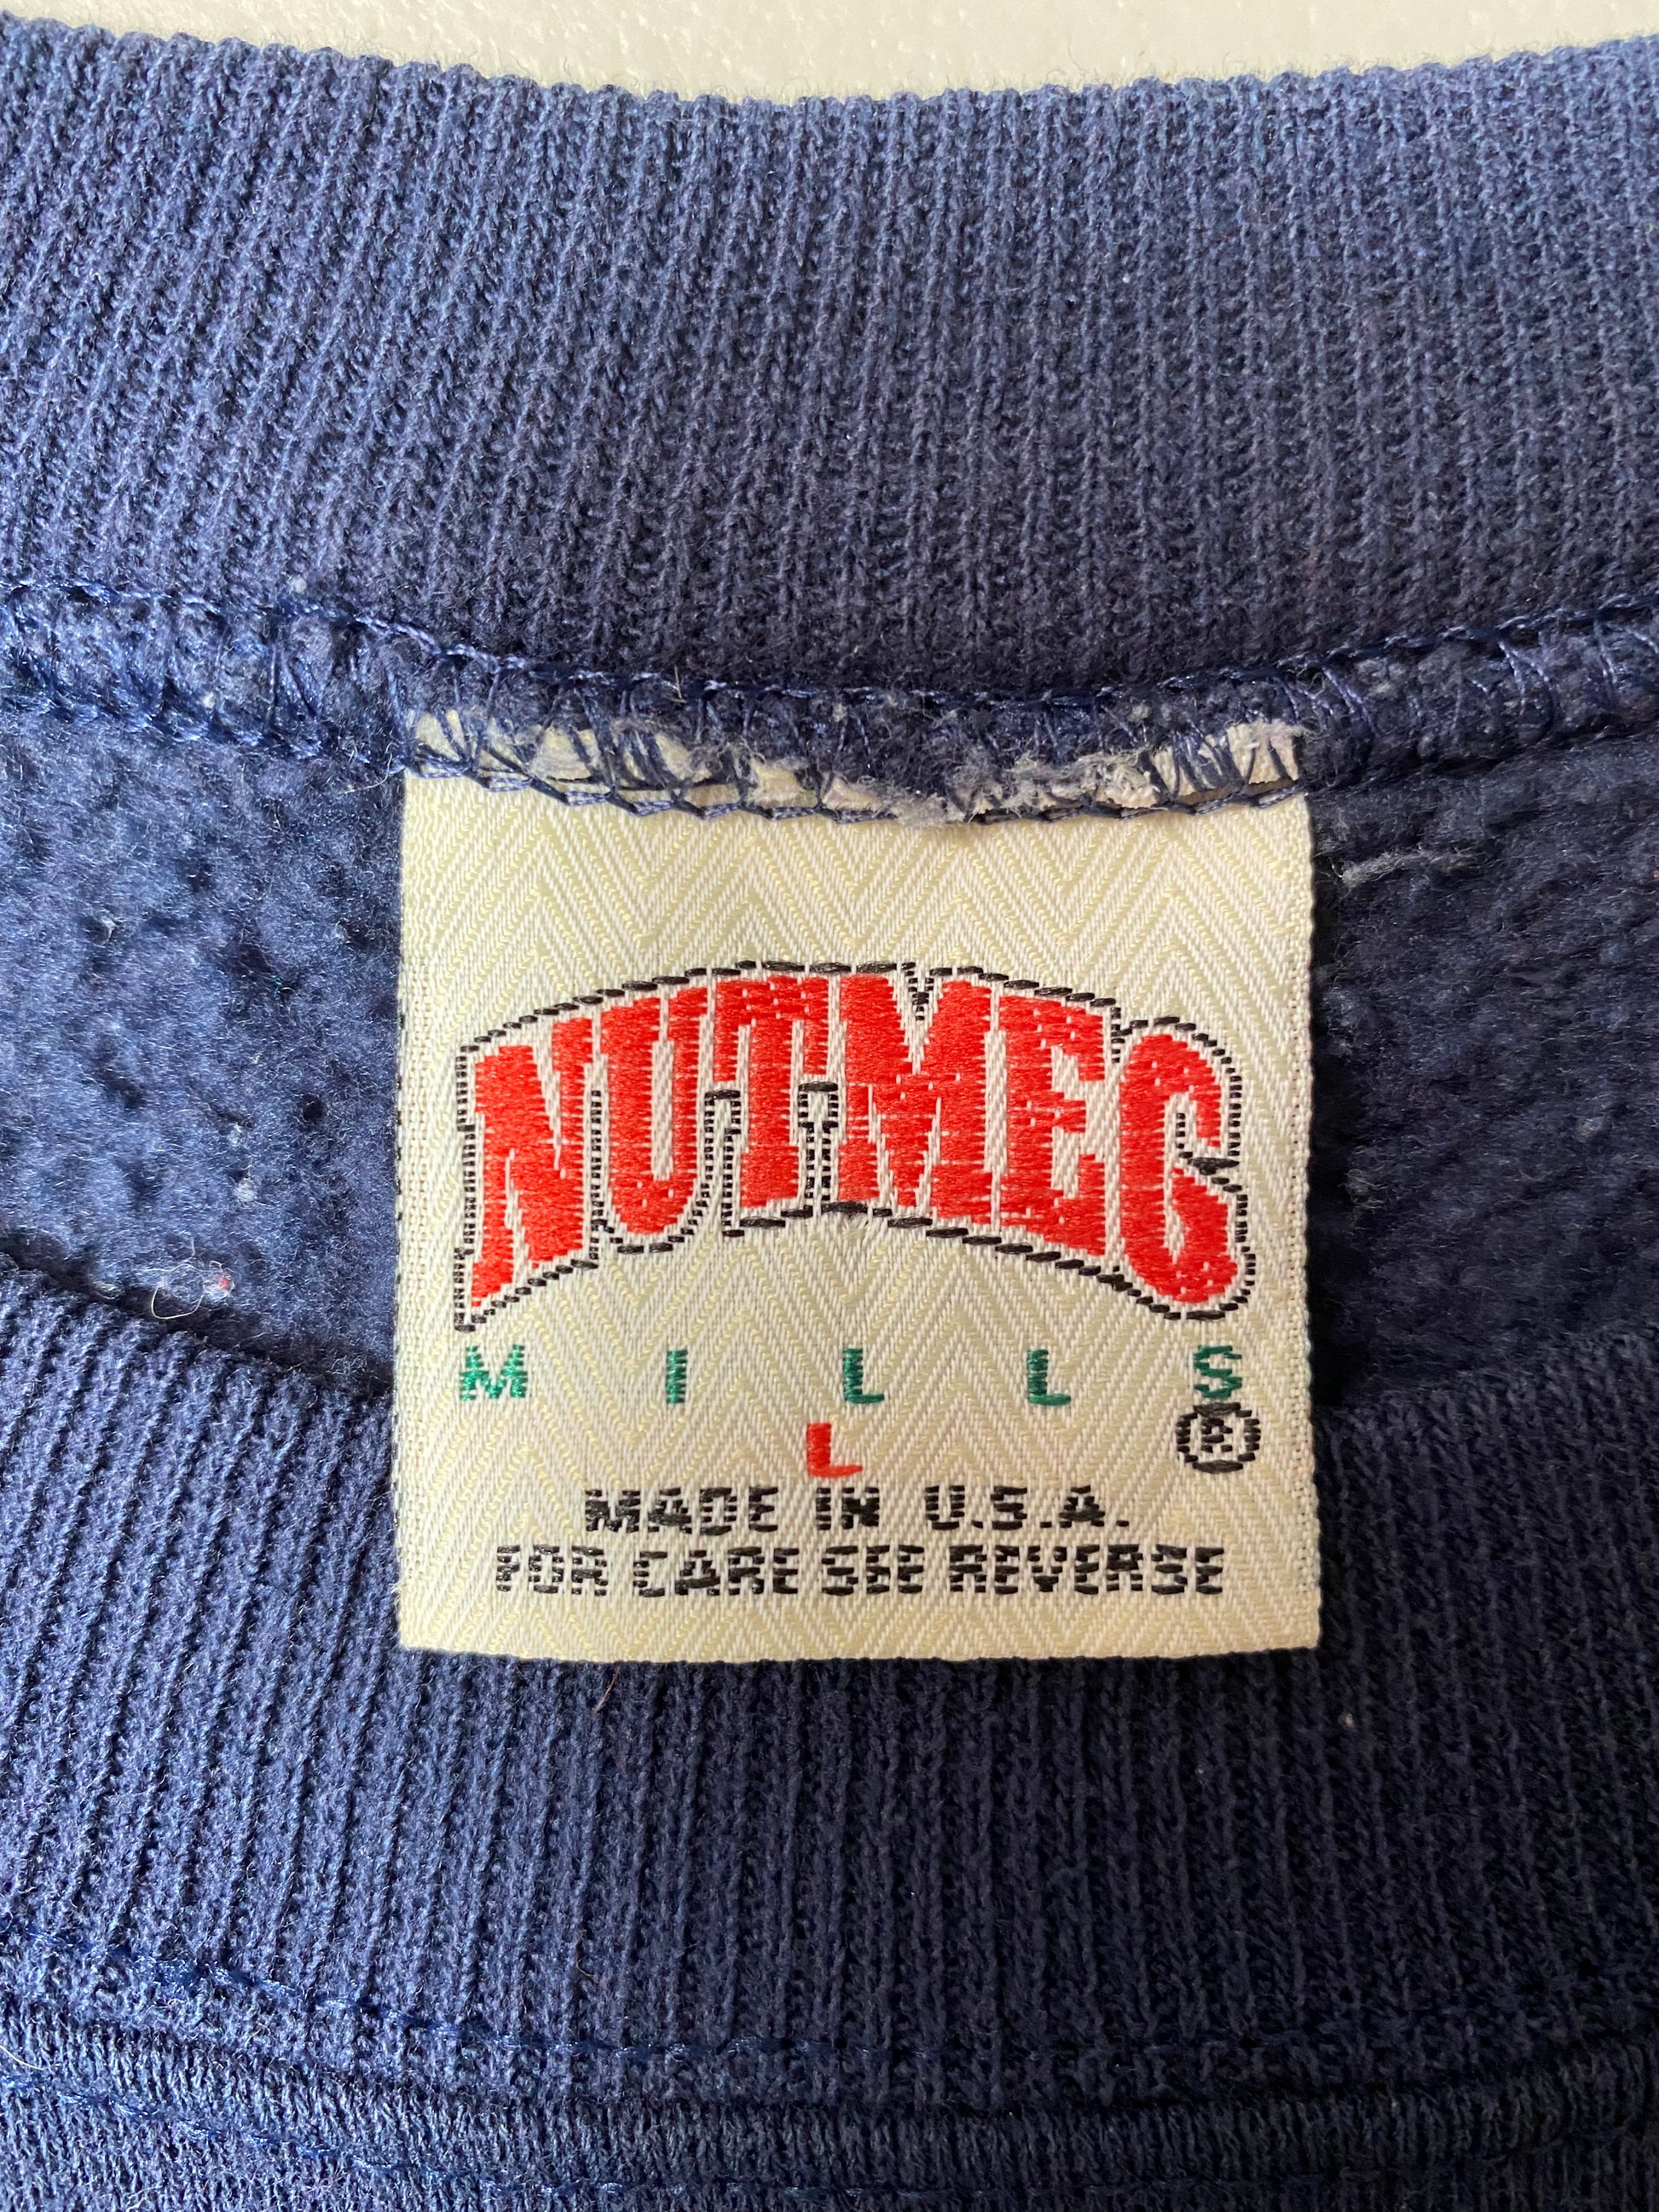 NUTMEG
MILLS
®
L
MADE IN U.S.A.
FOR CARE SEE REVERSE